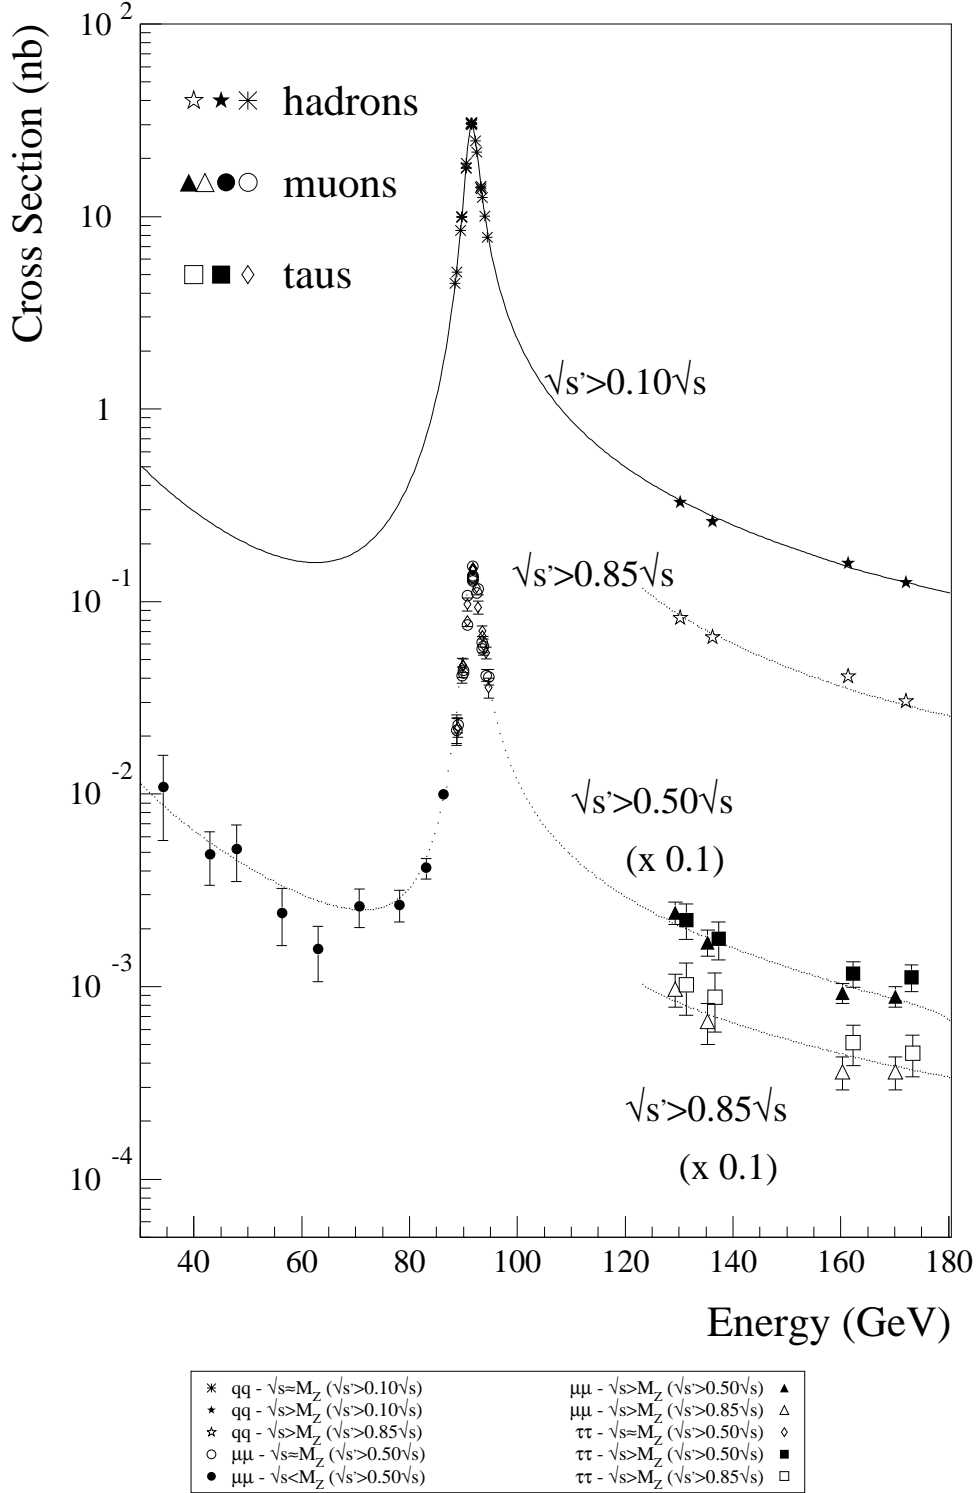 Cross Section (nb)
10 2
☆ ★ ✳ hadrons
▲ △ ● ○ muons
10
□ ■ ◇ taus
√s'>0.10√s
1
√s'>0.85√s
10 -1
√s'>0.50√s
(x 0.1)
10 -2
10 -3
√s'>0.85√s
(x 0.1)
10 -4
40 60 80 100 120 140 160 180
Energy (GeV)
qq - √s≈MZ (√s'>0.10√s)
qq - √s>MZ (√s'>0.10√s)
qq - √s>MZ (√s'>0.85√s)
μμ - √s≈MZ (√s'>0.50√s)
μμ - √s<MZ (√s'>0.50√s)
μμ - √s>MZ (√s'>0.50√s)
μμ - √s>MZ (√s'>0.85√s)
ττ - √s≈MZ (√s'>0.50√s)
ττ - √s>MZ (√s'>0.50√s)
ττ - √s>MZ (√s'>0.85√s)